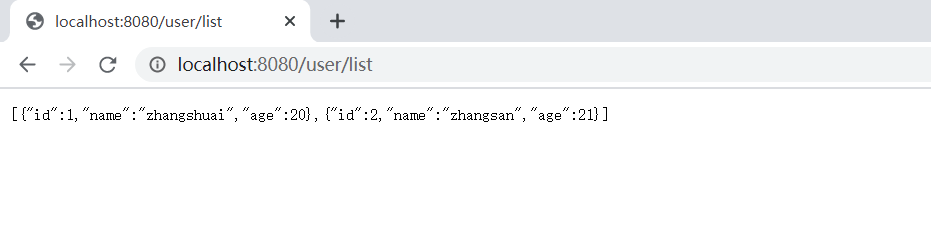 localhost:8080/user/list
localhost:8080/user/list
[{"id":1,"name":"zhangshuai","age":20},{"id":2,"name":"zhangsan","age":21}]